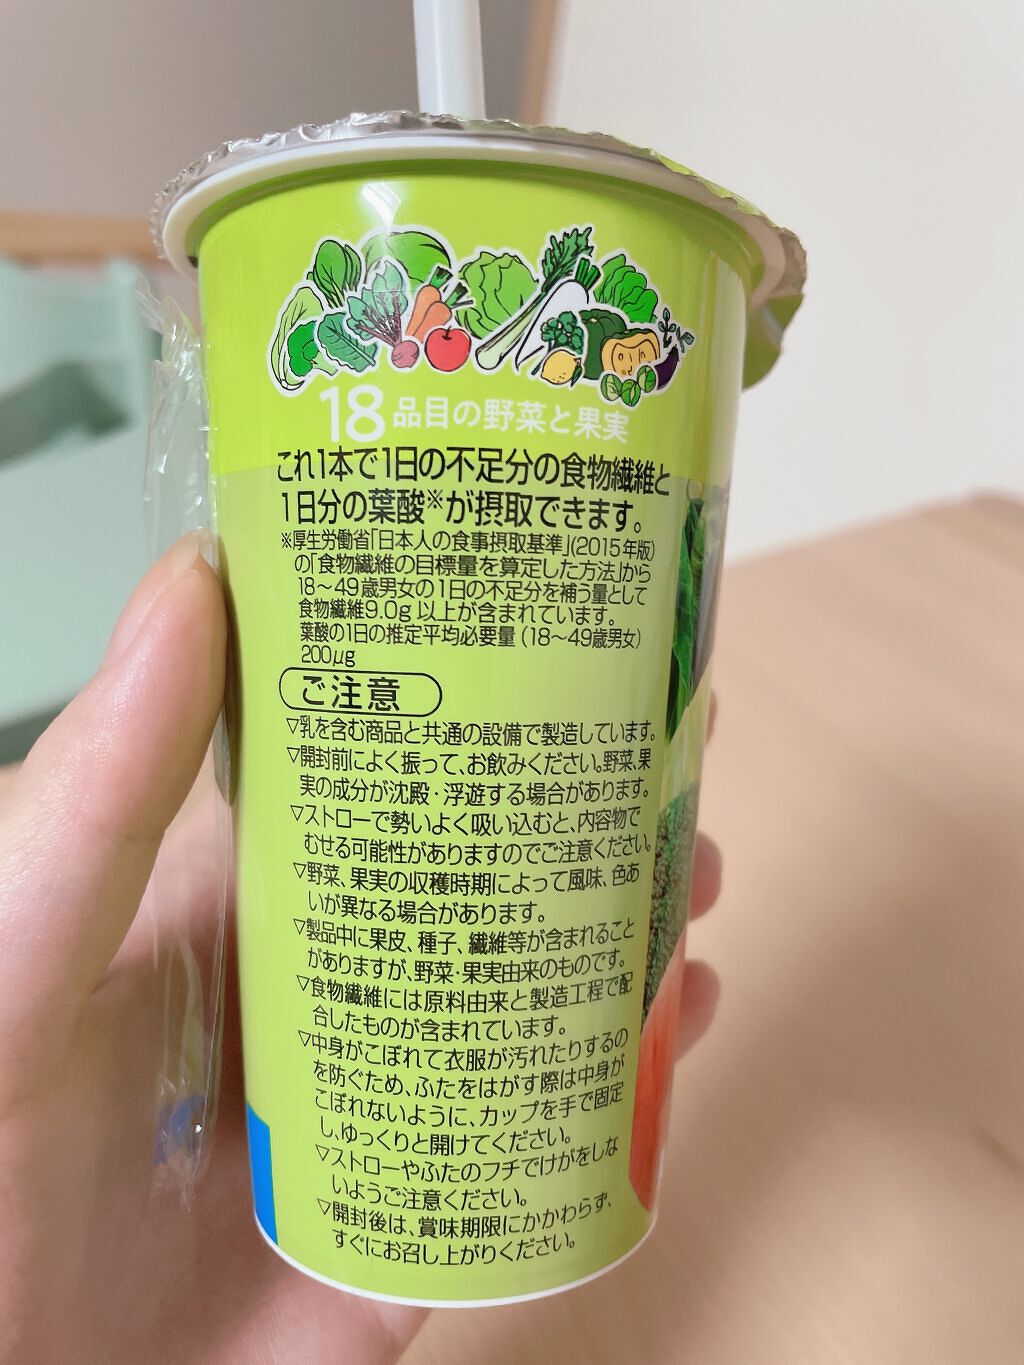 18品目の野菜と果実
これ1本で1日の不足分の食物繊維と
1日分の葉酸※が摂取できます。
※厚生労働省「日本人の食事摂取基準」(2015年版)
の「食物繊維の目標量を算定した方法」から
18〜49歳男女の1日の不足分を補う量として
食物繊維9.0g以上が含まれています。
葉酸の1日の推定平均必要量(18〜49歳男女)
200μg
ご注意
▽乳を含む商品と共通の設備で製造しています。
▽開封前によく振って、お飲みください。野菜、果
実の成分が沈殿・浮遊する場合があります。
▽ストローで勢いよく吸い込むと、内容物で
むせる可能性がありますのでご注意ください。
▽野菜、果実の収穫時期によって風味、色あ
いが異なる場合があります。
▽製品中に果皮、種子、繊維等が含まれること
がありますが、野菜・果実由来のものです。
▽食物繊維には原料由来と製造工程で配
合したものが含まれています。
▽中身がこぼれて衣服が汚れたりするの
を防ぐため、ふたをはがす際は中身が
こぼれないように、カップを手で固定
し、ゆっくりと開けてください。
▽ストローやふたのフチでけがをしな
いようご注意ください。
▽開封後は、賞味期限にかかわらず、
すぐにお召し上がりください。